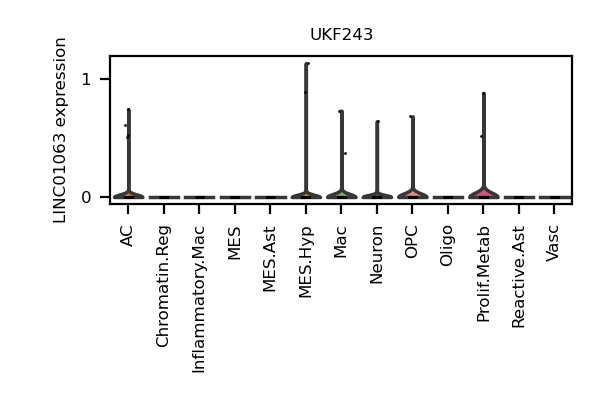 UKF243
LINC01063 expression
1
0
AC
Chromatin.Reg
Inflammatory.Mac
MES
MES.Ast
MES.Hyp
Mac
Neuron
OPC
Oligo
Prolif.Metab
Reactive.Ast
Vasc